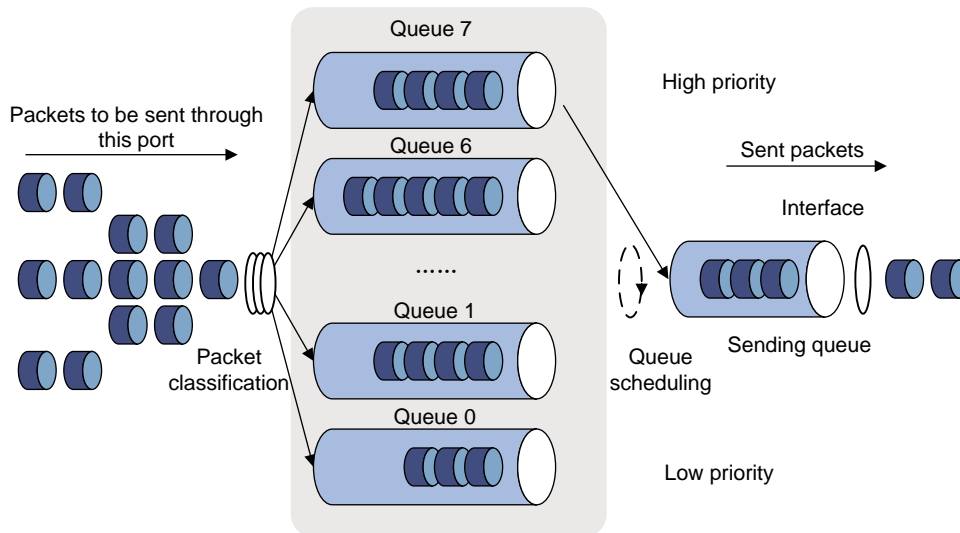 Queue 7
High priority
Packets to be sent through
this port
Queue 6
Sent packets
Interface
……
Queue 1
Packet
classification
Queue
scheduling
Sending queue
Queue 0
Low priority